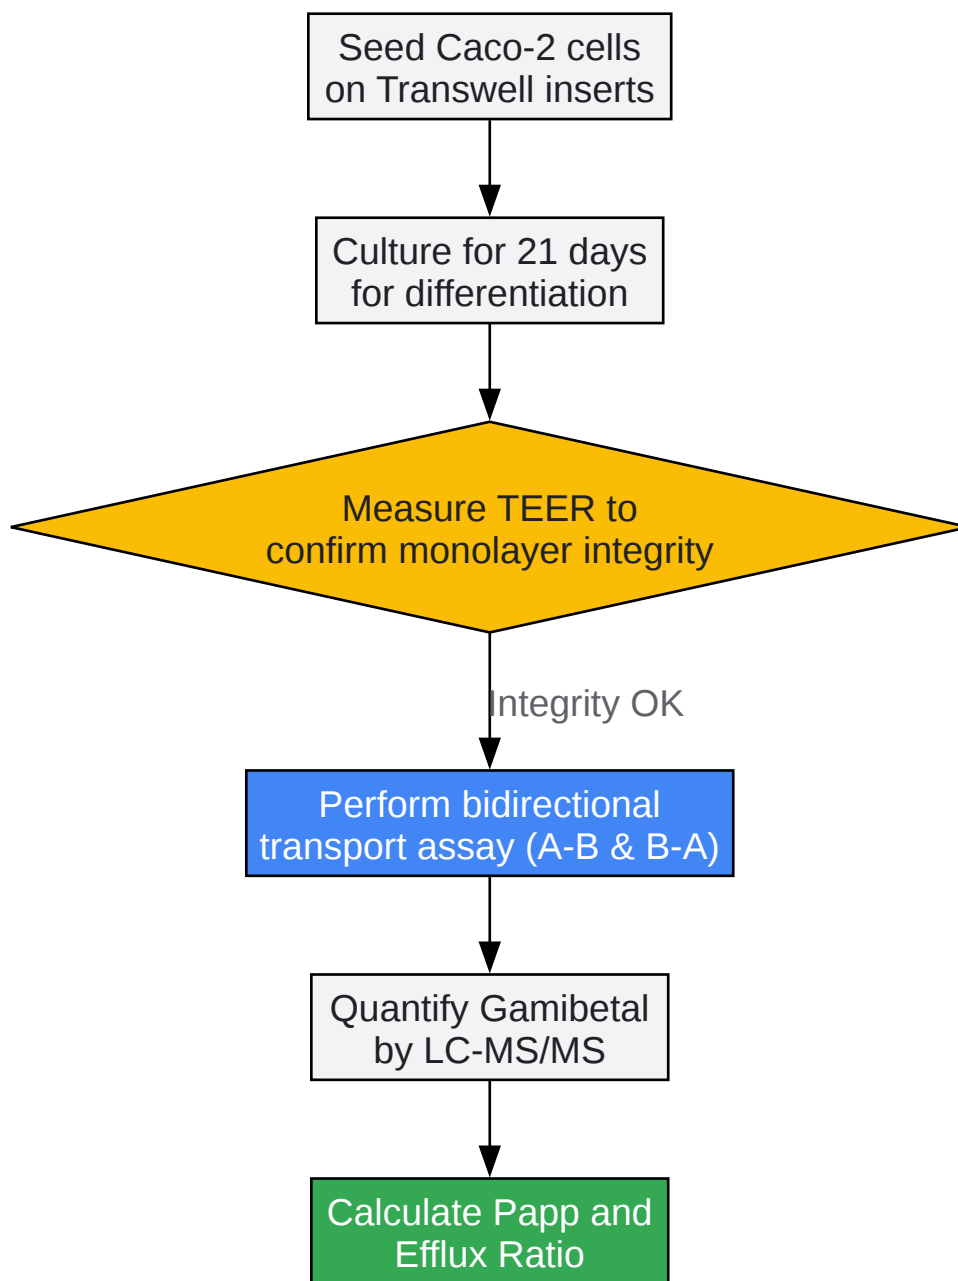 Seed Caco-2 cells
on Transwell inserts
Culture for 21 days
for differentiation
Measure TEER to
confirm monolayer integrity
Integrity OK
Perform bidirectional
transport assay (A-B & B-A)
Quantify Gamibetal
by LC-MS/MS
Calculate Papp and
Efflux Ratio